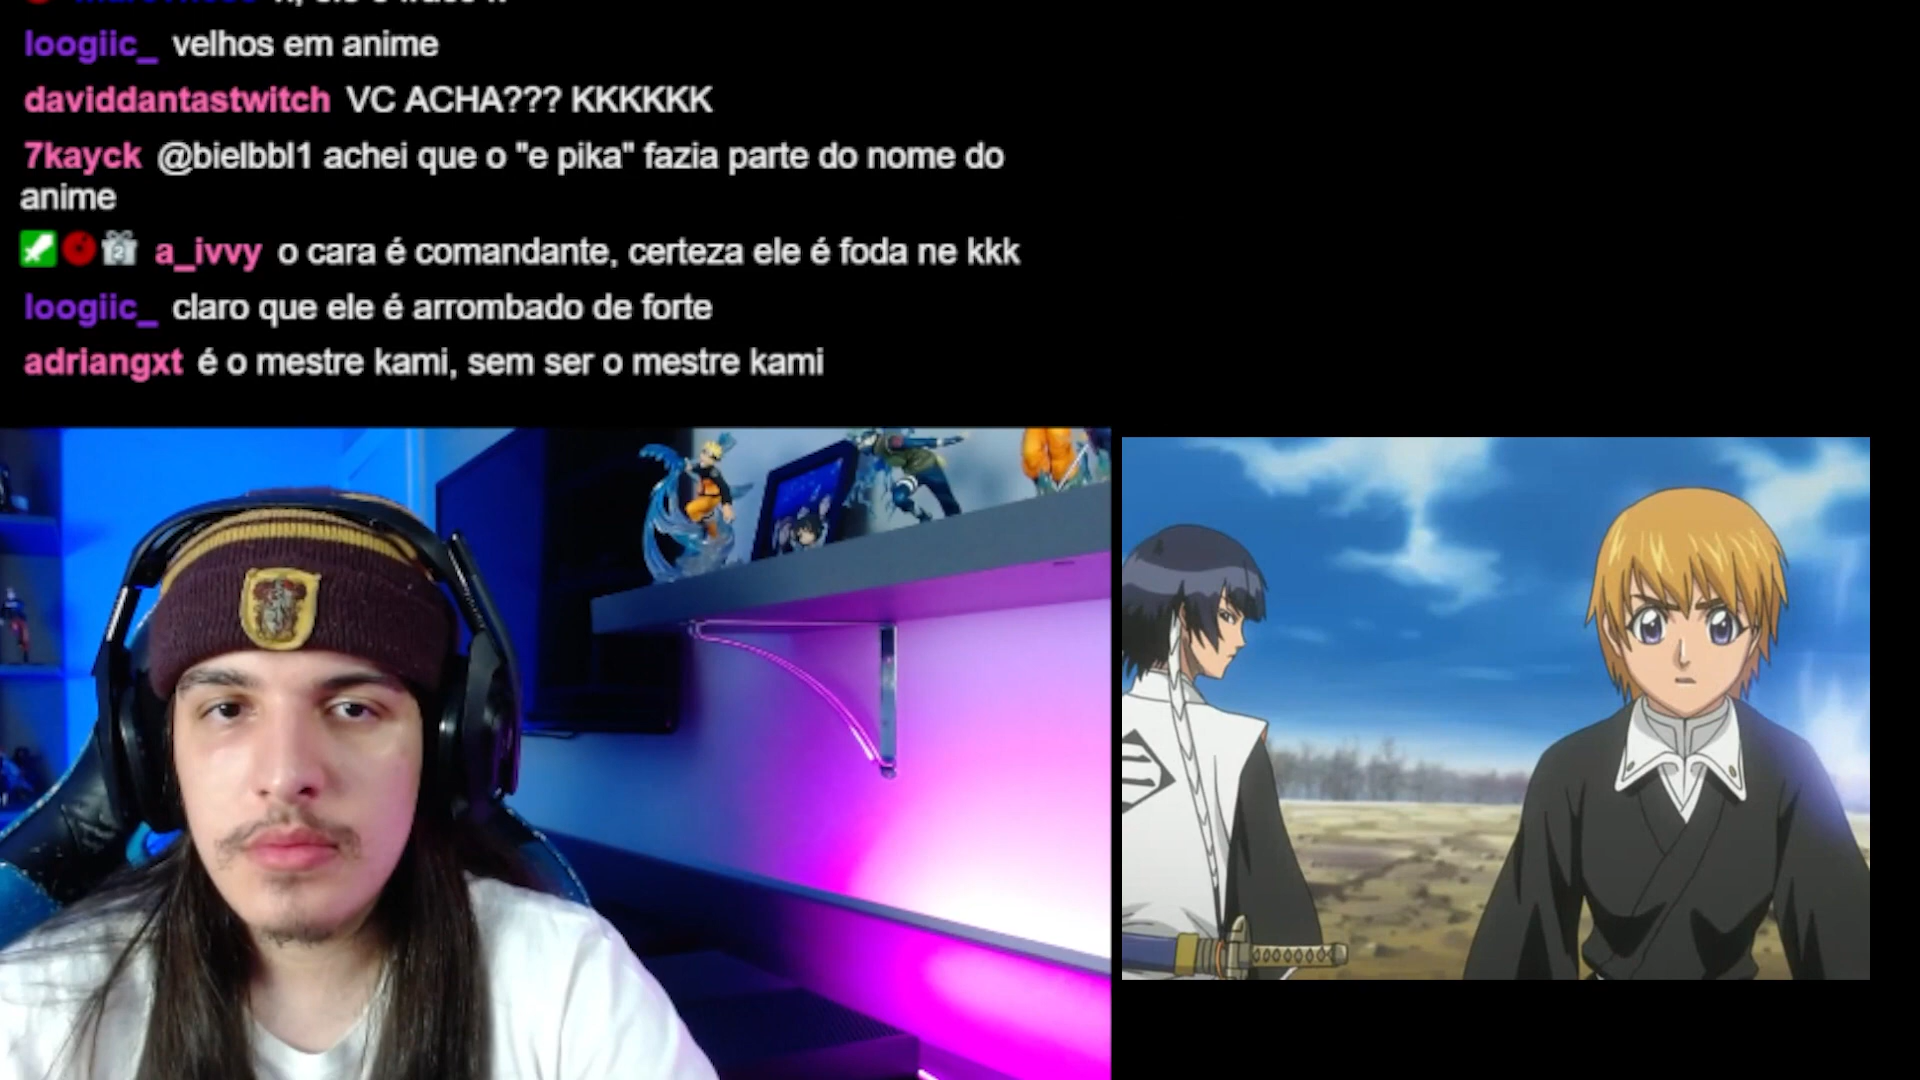 loogiic_ velhos em anime
daviddantastwitch VC ACHA??? KKKKKK
7kayck @bielbbl1 achei que o "e pika" fazia parte do nome do
anime
a_ivvy o cara é comandante, certeza ele é foda ne kkk
loogiic_ claro que ele é arrombado de forte
adriangxt é o mestre kami, sem ser o mestre kami